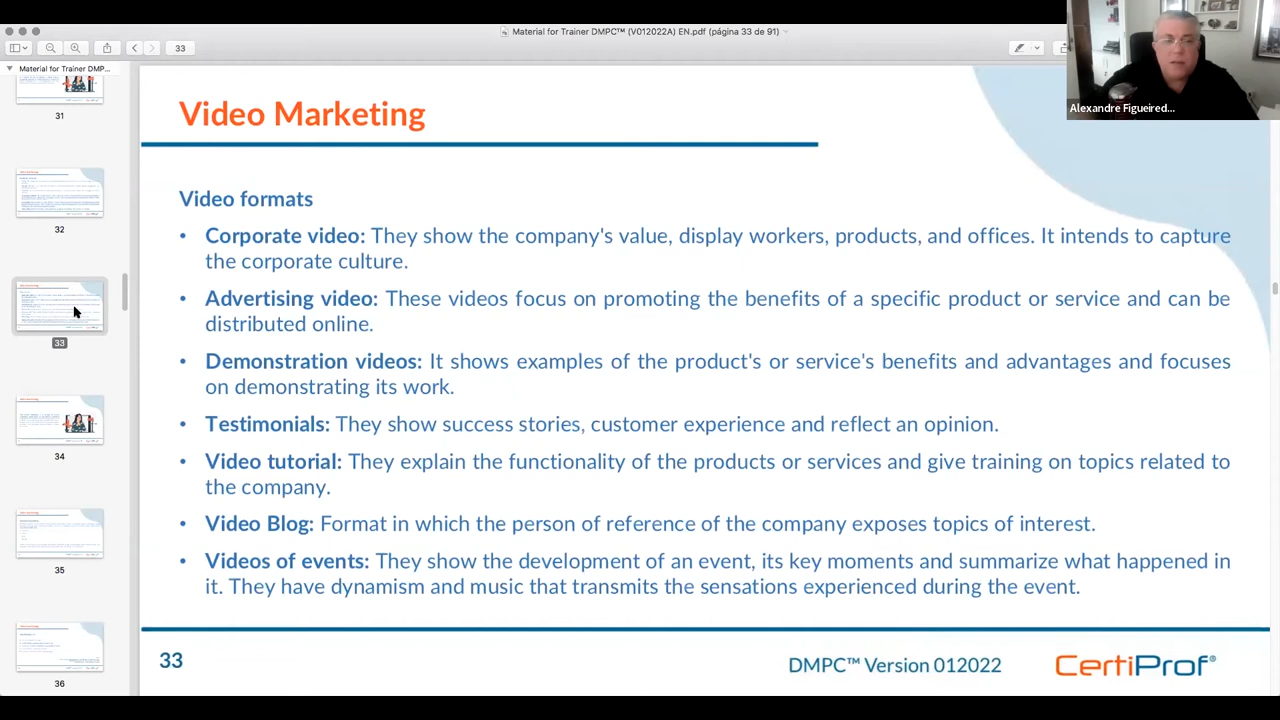 Material for Trainer DMPC™ (V012022A) EN.pdf (página 33 de 91)
33
Material for Trainer DMP...
31
32
33
34
35
36
Alexandre Figueired...
Video Marketing
Video formats
• Corporate video: They show the company's value, display workers, products, and offices. It intends to capture
the corporate culture.
• Advertising video: These videos focus on promoting the benefits of a specific product or service and can be
distributed online.
• Demonstration videos: It shows examples of the product's or service's benefits and advantages and focuses
on demonstrating its work.
• Testimonials: They show success stories, customer experience and reflect an opinion.
• Video tutorial: They explain the functionality of the products or services and give training on topics related to
the company.
• Video Blog: Format in which the person of reference of the company exposes topics of interest.
• Videos of events: They show the development of an event, its key moments and summarize what happened in
it. They have dynamism and music that transmits the sensations experienced during the event.
33
DMPC™ Version 012022
CertiProf®